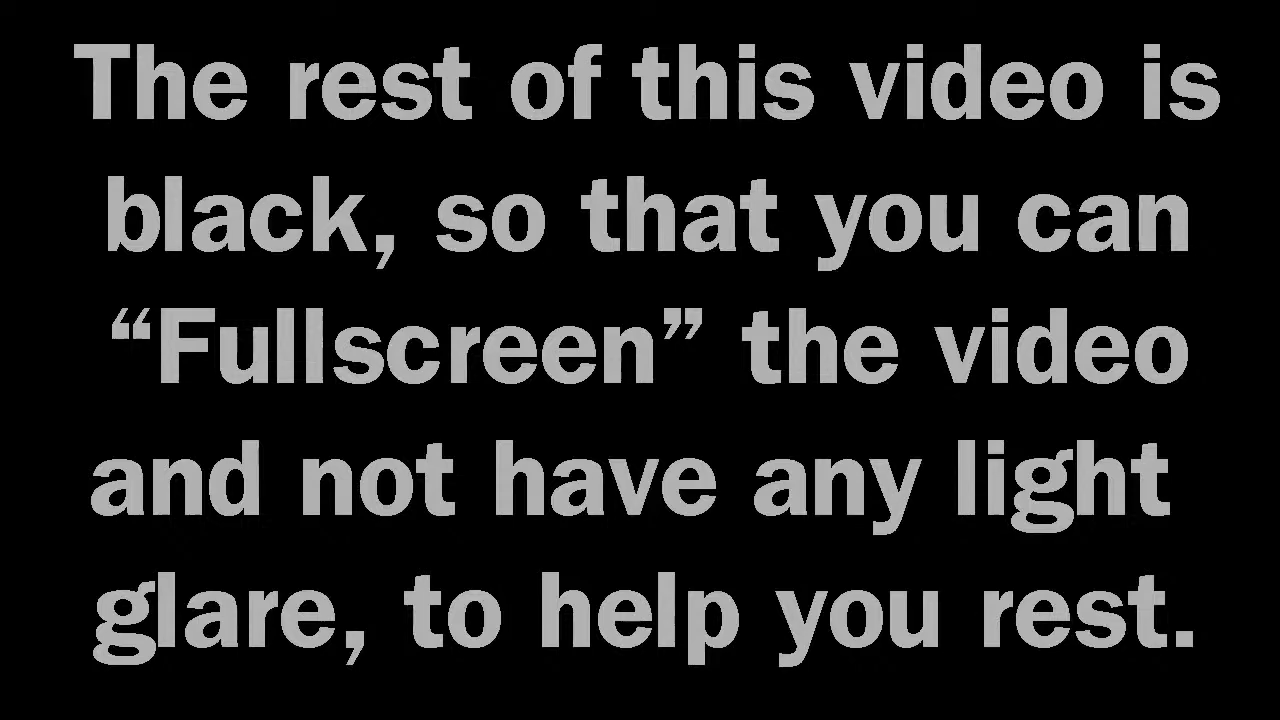 The rest of this video is
black, so that you can
“Fullscreen” the video
and not have any light
glare, to help you rest.